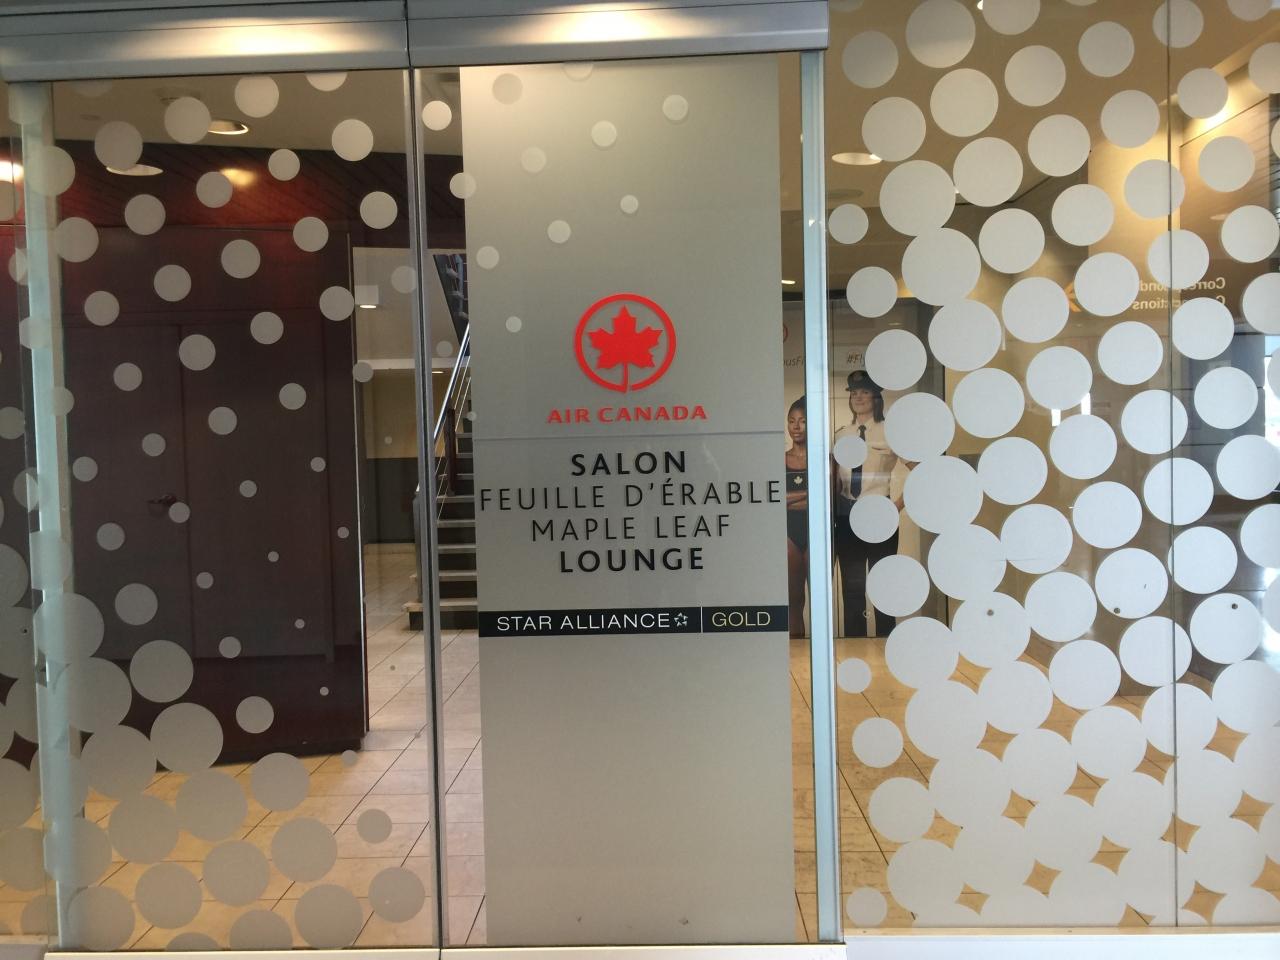 AIR CANADA
SALON
FEUILLE D'ÉRABLE
MAPLE LEAF
LOUNGE
STAR ALLIANCE GOLD